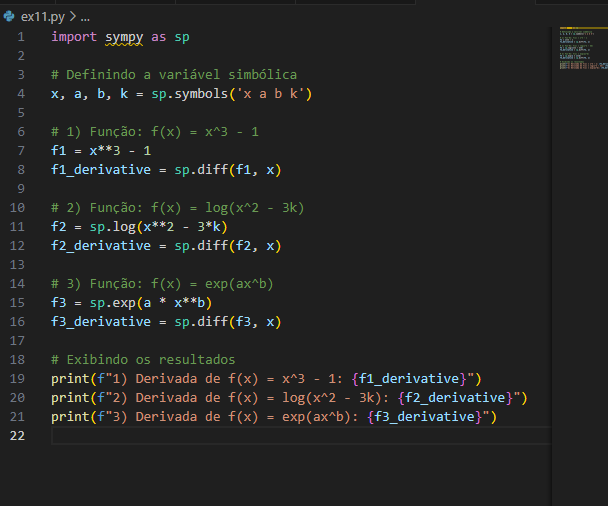 ex11.py > ...
1 import sympy as sp
2
3 # Definindo a variável simbólica
4 x, a, b, k = sp.symbols('x a b k')
5
6 # 1) Função: f(x) = x^3 - 1
7 f1 = x**3 - 1
8 f1_derivative = sp.diff(f1, x)
9
10 # 2) Função: f(x) = log(x^2 - 3k)
11 f2 = sp.log(x**2 - 3*k)
12 f2_derivative = sp.diff(f2, x)
13
14 # 3) Função: f(x) = exp(ax^b)
15 f3 = sp.exp(a * x**b)
16 f3_derivative = sp.diff(f3, x)
17
18 # Exibindo os resultados
19 print(f"1) Derivada de f(x) = x^3 - 1: {f1_derivative}")
20 print(f"2) Derivada de f(x) = log(x^2 - 3k): {f2_derivative}")
21 print(f"3) Derivada de f(x) = exp(ax^b): {f3_derivative}")
22